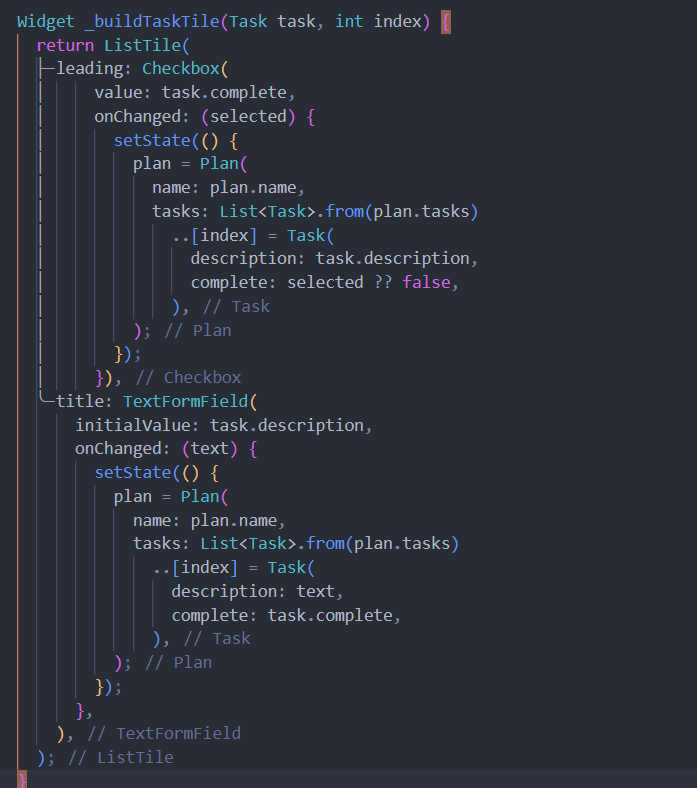 Widget _buildTaskTile(Task task, int index) {
  return ListTile(
    leading: Checkbox(
        value: task.complete,
        onChanged: (selected) {
          setState(() {
            plan = Plan(
              name: plan.name,
              tasks: List<Task>.from(plan.tasks)
                ..[index] = Task(
                  description: task.description,
                  complete: selected ?? false,
                ), // Task
            ); // Plan
          });
        }), // Checkbox
    title: TextFormField(
      initialValue: task.description,
      onChanged: (text) {
        setState(() {
          plan = Plan(
            name: plan.name,
            tasks: List<Task>.from(plan.tasks)
              ..[index] = Task(
                description: text,
                complete: task.complete,
              ), // Task
          ); // Plan
        });
      },
    ), // TextFormField
  ); // ListTile
}